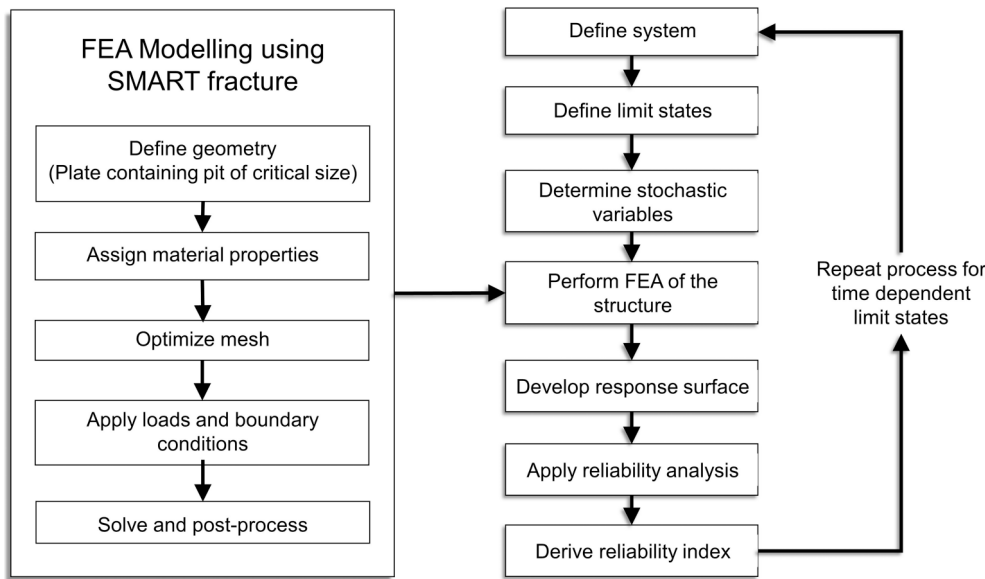 FEA Modelling using
SMART fracture
Define geometry
(Plate containing pit of critical size)
Assign material properties
Optimize mesh
Apply loads and boundary
conditions
Solve and post-process
Define system
Define limit states
Determine stochastic
variables
Perform FEA of the
structure
Develop response surface
Apply reliability analysis
Derive reliability index
Repeat process for
time dependent
limit states